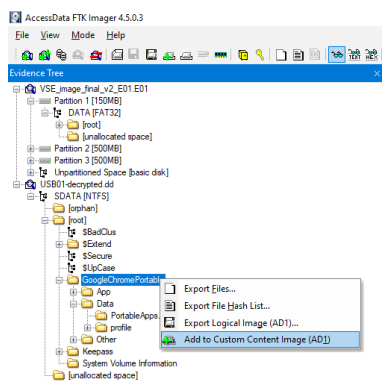 AccessData FTK Imager 4.5.0.3
File View Mode Help
TEXT HEX
Evidence Tree
VSE_image_final_v2_E01.E01
Partition 1 [150MB]
DATA [FAT32]
[root]
[unallocated space]
Partition 2 [500MB]
Partition 3 [500MB]
Unpartitioned Space [basic disk]
USB01-decrypted.dd
SDATA [NTFS]
[orphan]
[root]
$BadClus
$Extend
$Secure
$UpCase
GoogleChromePortable
App
Data
PortableApps.
profile
Other
Keepass
System Volume Information
[unallocated space]
Export Files...
Export File Hash List...
Export Logical Image (AD1)...
Add to Custom Content Image (AD1)